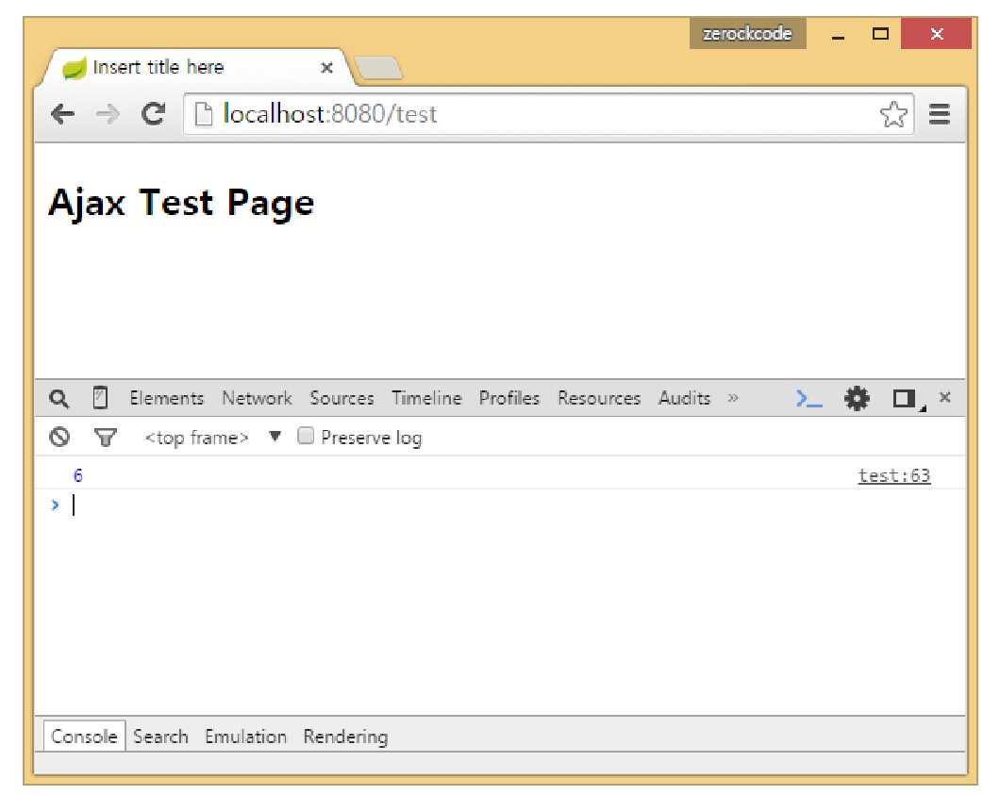 zerockcode
Insert title here
localhost:8080/test
Ajax Test Page
Elements Network Sources Timeline Profiles Resources Audits »
<top frame> ▼ Preserve log
6 test:63
>
Console Search Emulation Rendering